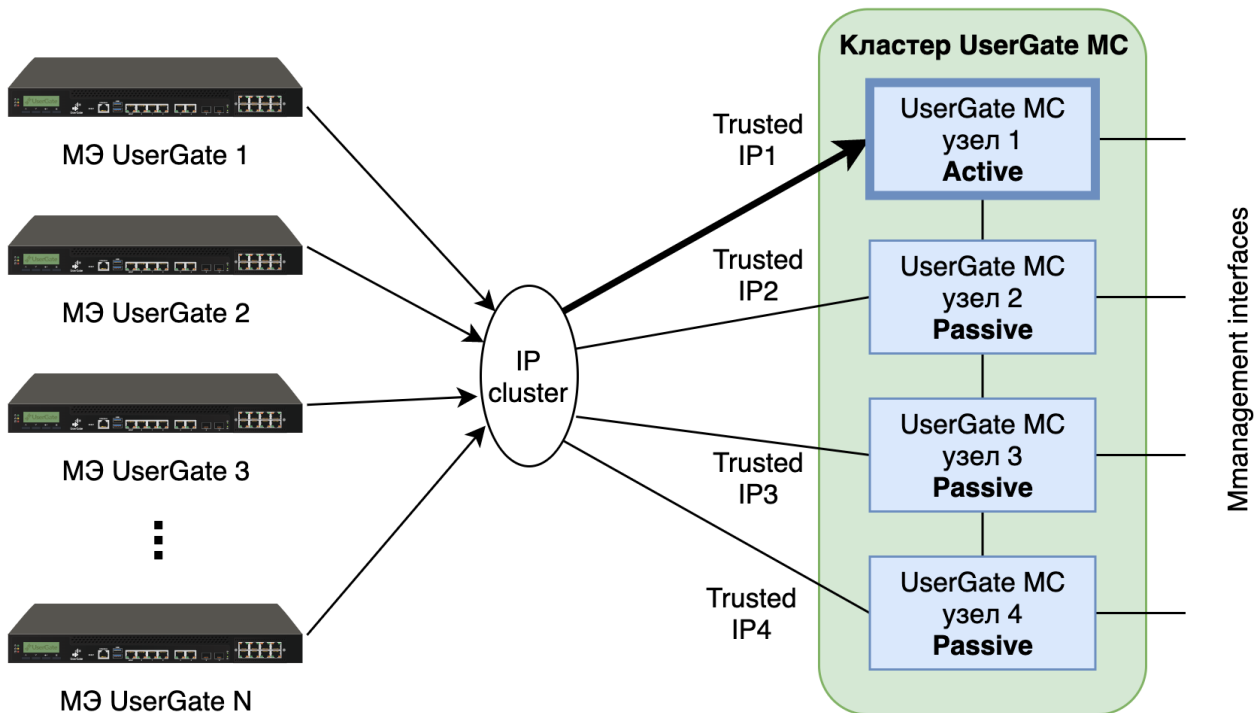 Кластер UserGate MC
UserGate MC
узел 1
Active
UserGate MC
узел 2
Passive
UserGate MC
узел 3
Passive
UserGate MC
узел 4
Passive
Trusted
IP1
Trusted
IP2
Trusted
IP3
Trusted
IP4
IP
cluster
МЭ UserGate 1
МЭ UserGate 2
МЭ UserGate 3
МЭ UserGate N
Mmanagement interfaces